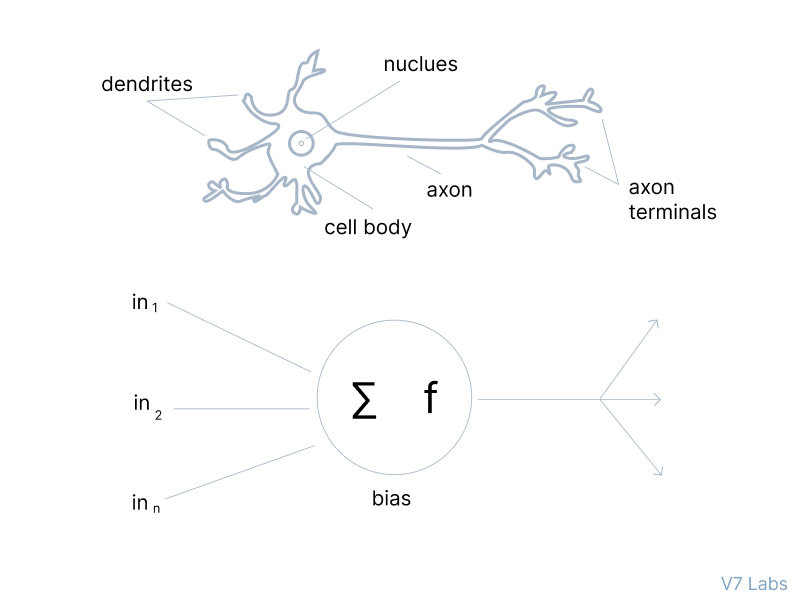 nuclues
dendrites
axon
axon
terminals
cell body
in 1
in 2
in n
∑ f
bias
V7 Labs